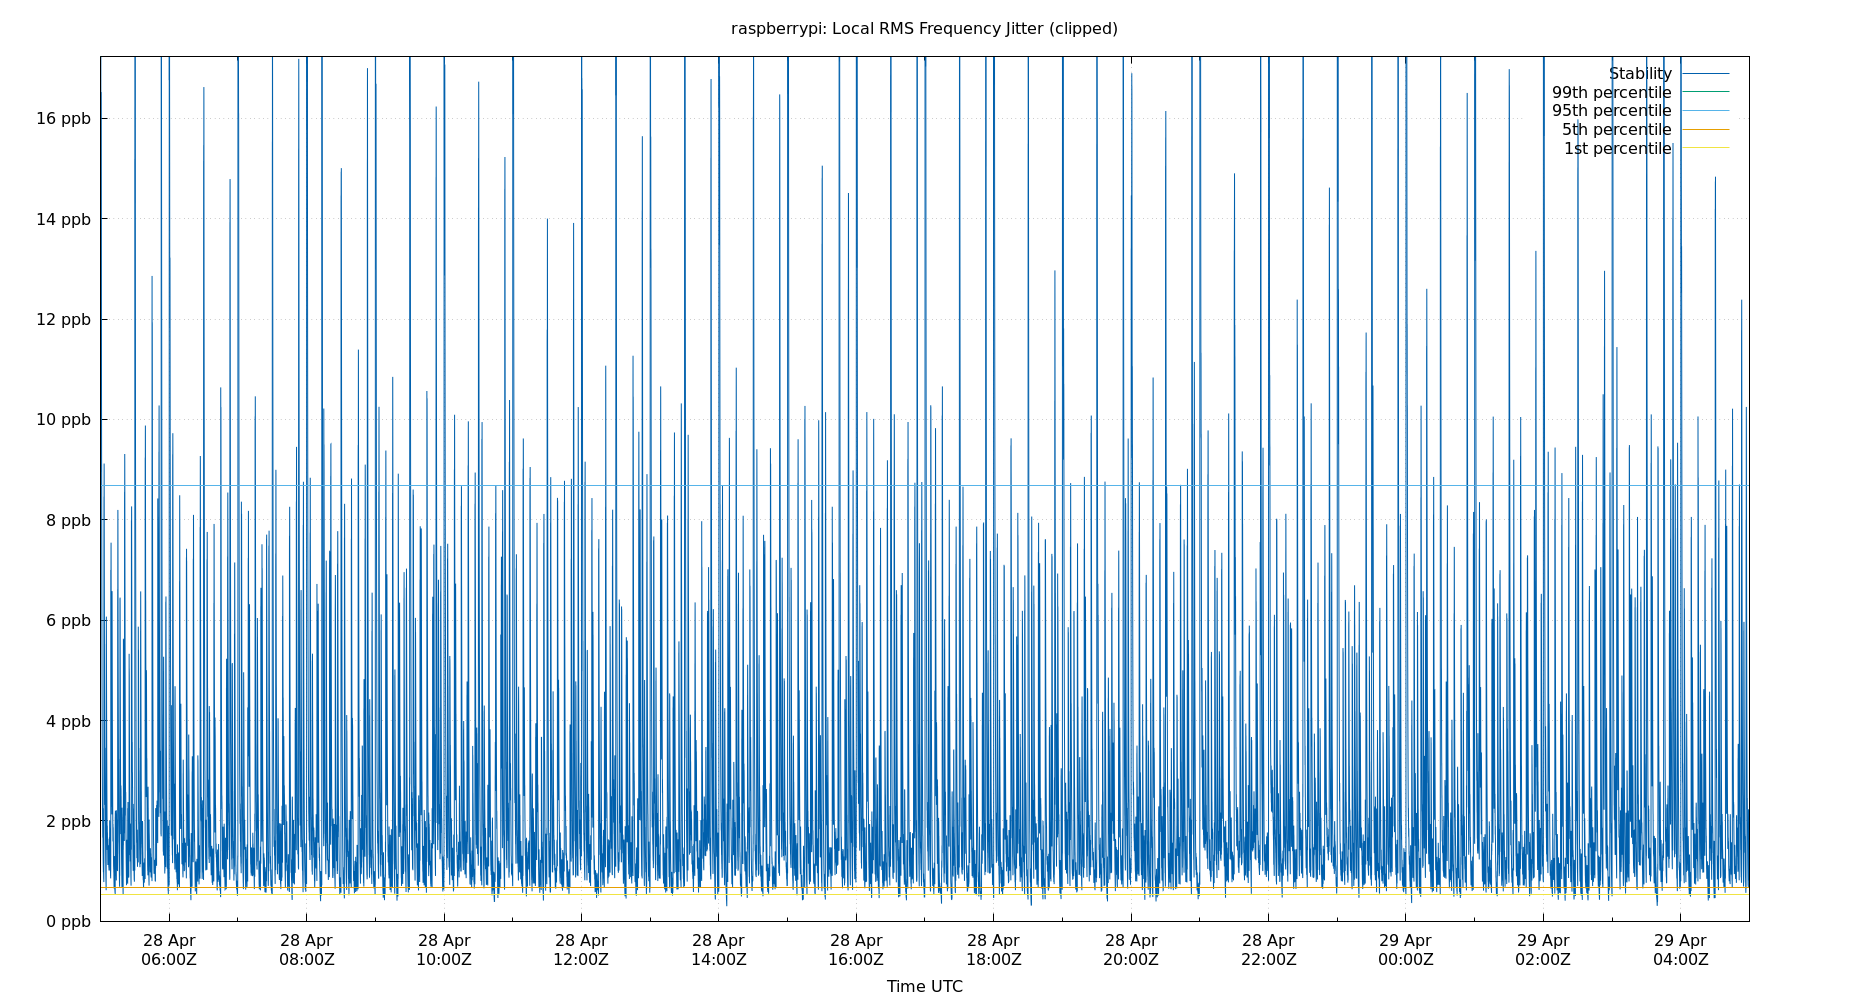 raspberrypi: Local RMS Frequency Jitter (clipped)
Stability
99th percentile
95th percentile
5th percentile
1st percentile
16 ppb
14 ppb
12 ppb
10 ppb
8 ppb
6 ppb
4 ppb
2 ppb
0 ppb
28 Apr 28 Apr 28 Apr 28 Apr 28 Apr 28 Apr 28 Apr 28 Apr 28 Apr 29 Apr 29 Apr 29 Apr
06:00Z 08:00Z 10:00Z 12:00Z 14:00Z 16:00Z 18:00Z 20:00Z 22:00Z 00:00Z 02:00Z 04:00Z
Time UTC